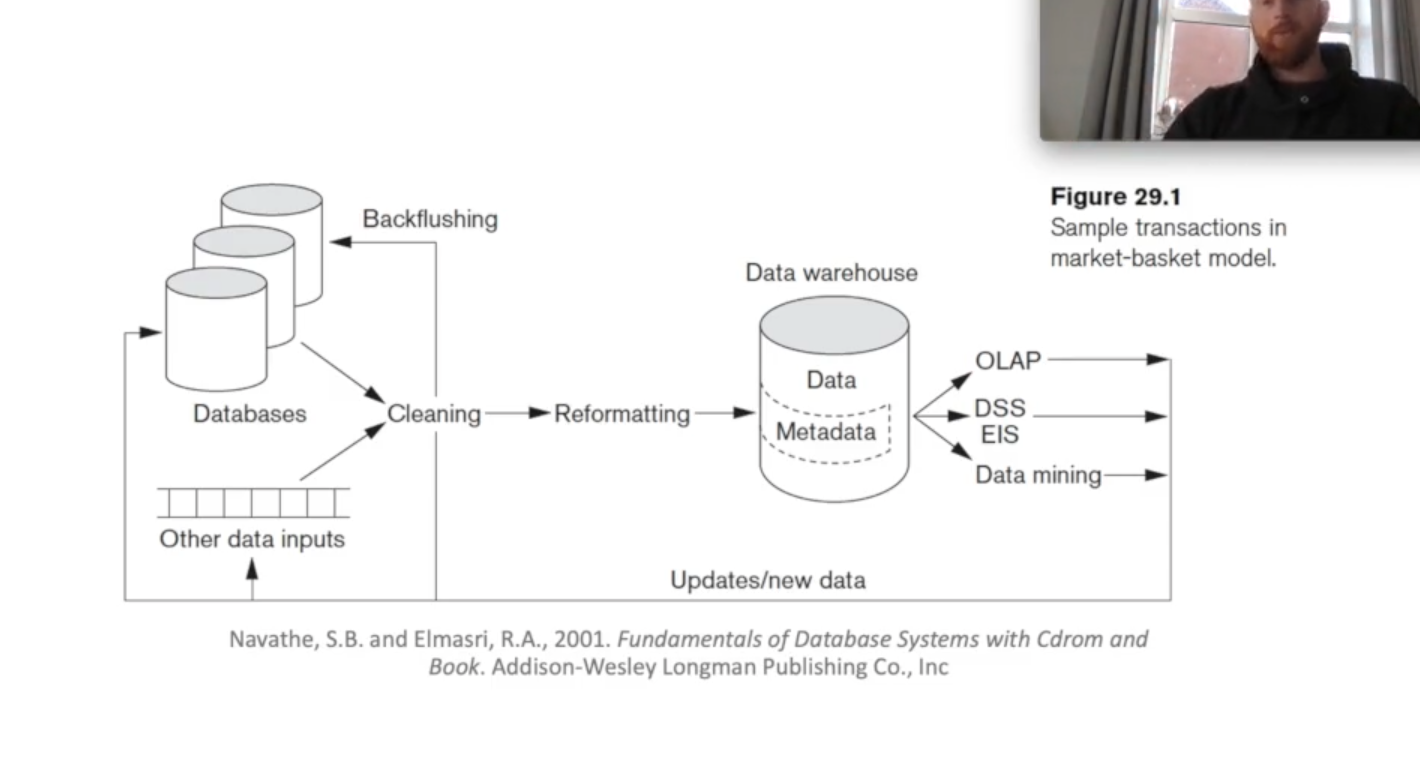 Figure 29.1
Sample transactions in
market-basket model.
Backflushing
Data warehouse
Databases
Cleaning
Reformatting
Data
Metadata
OLAP
DSS
EIS
Data mining
Other data inputs
Updates/new data
Navathe, S.B. and Elmasri, R.A., 2001. Fundamentals of Database Systems with Cdrom and
Book. Addison-Wesley Longman Publishing Co., Inc